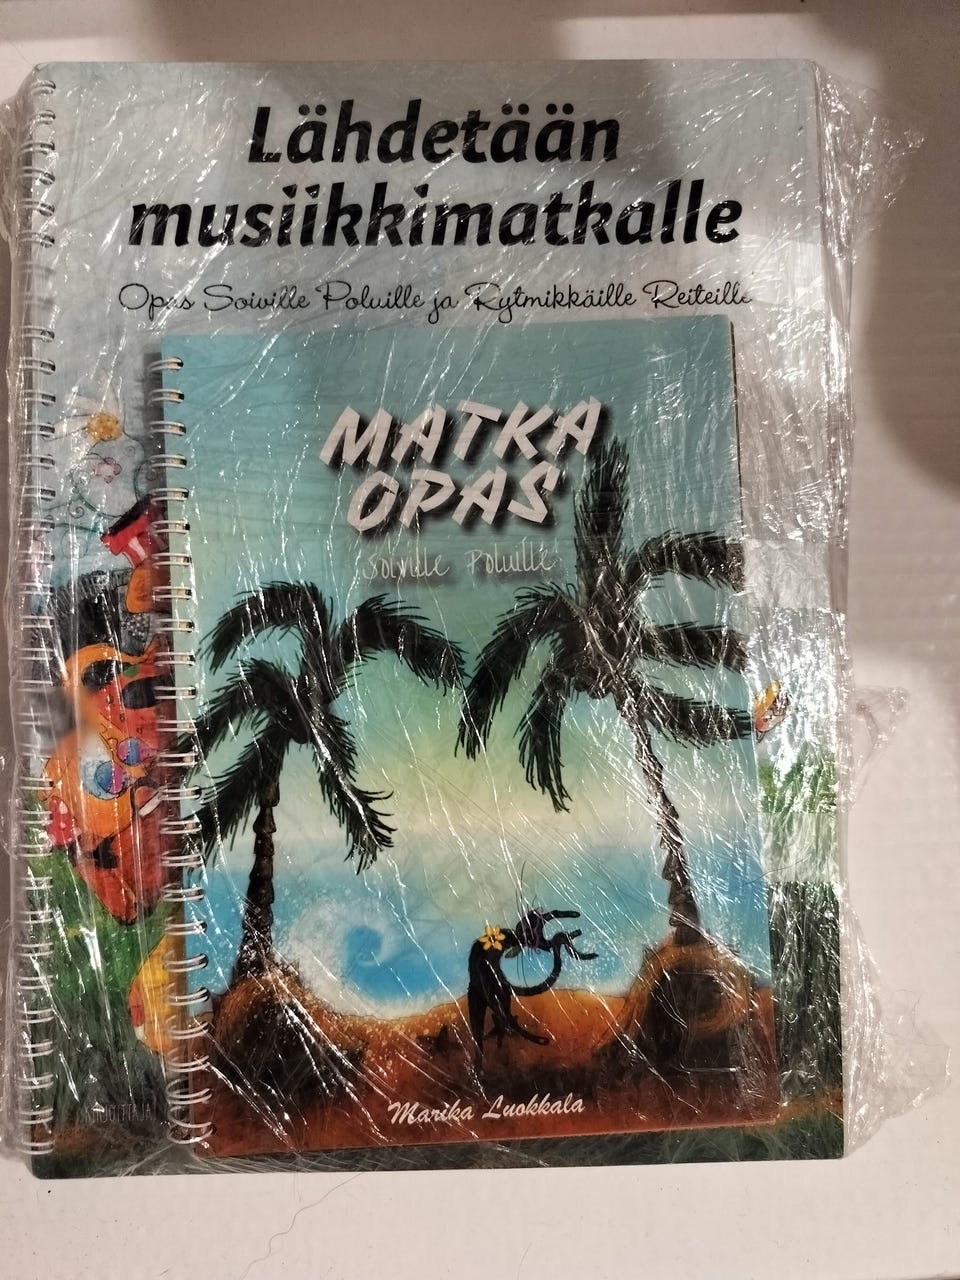 Lähdetään
musiikkimatkalle
Opas Soiville Poluille ja Rytmikkäille Reiteille
MATKA
OPAS
Soiville Poluille
Marika Luokkala